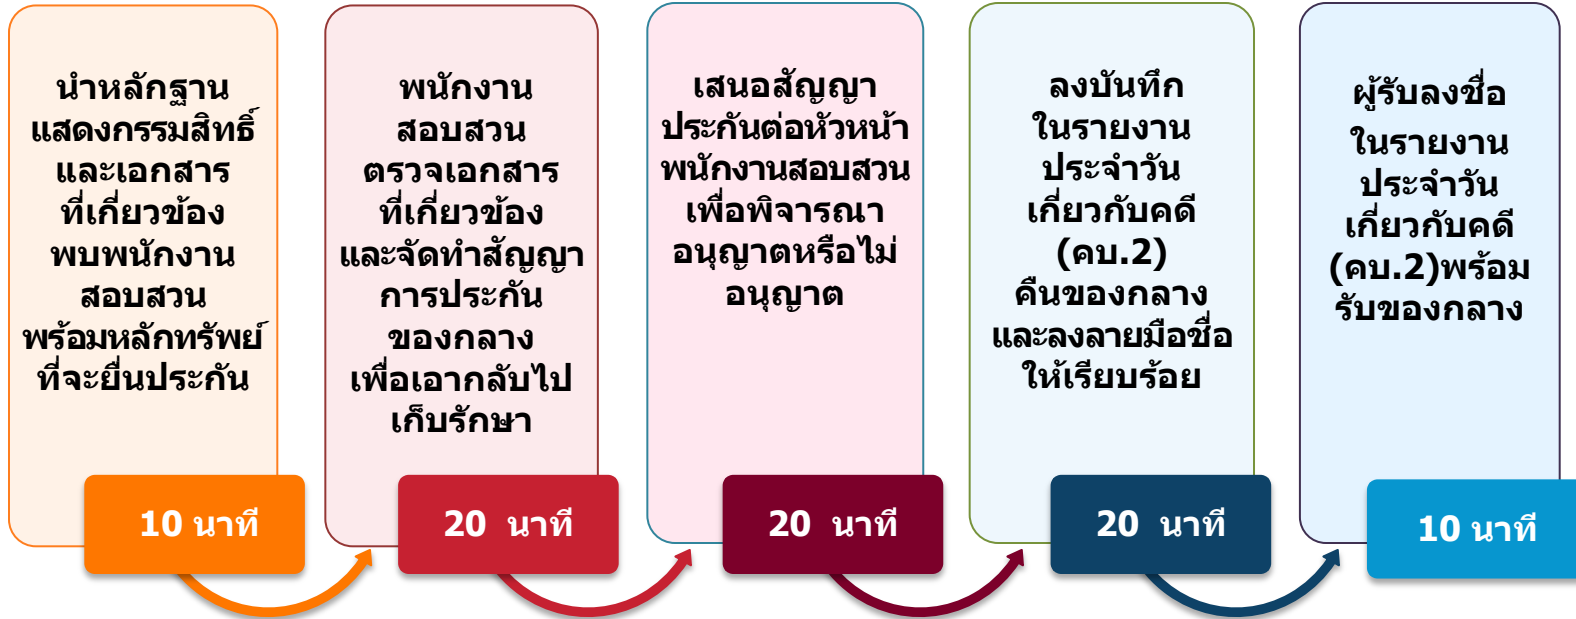 นำหลักฐาน
แสดงกรรมสิทธิ์
และเอกสาร
ที่เกี่ยวข้อง
พบพนักงาน
สอบสวน
พร้อมหลักทรัพย์
ที่จะยื่นประกัน
10 นาที
พนักงาน
สอบสวน
ตรวจเอกสาร
ที่เกี่ยวข้อง
และจัดทำสัญญา
การประกัน
ของกลาง
เพื่อเอากลับไป
เก็บรักษา
20 นาที
เสนอสัญญา
ประกันต่อหัวหน้า
พนักงานสอบสวน
เพื่อพิจารณา
อนุญาตหรือไม่
อนุญาต
20 นาที
ลงบันทึก
ในรายงาน
ประจำวัน
เกี่ยวกับคดี
(คบ.2)
คืนของกลาง
และลงลายมือชื่อ
ให้เรียบร้อย
20 นาที
ผู้รับลงชื่อ
ในรายงาน
ประจำวัน
เกี่ยวกับคดี
(คบ.2)พร้อม
รับของกลาง
10 นาที